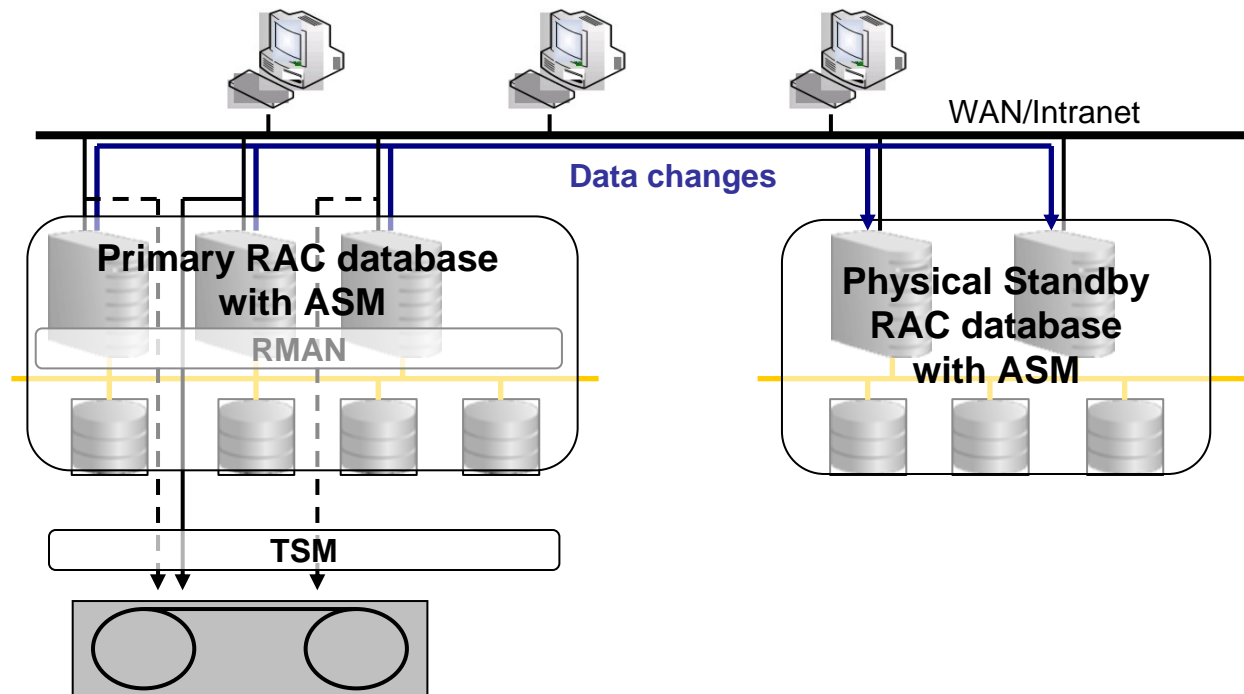 WAN/Intranet
Data changes
Primary RAC database
with ASM
RMAN
Physical Standby
RAC database
with ASM
TSM